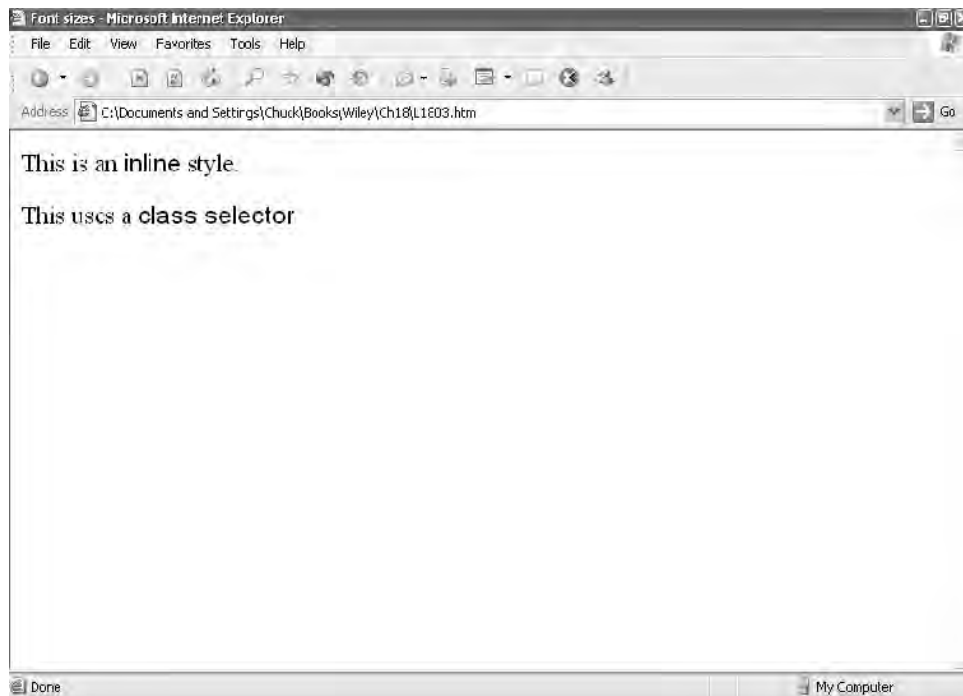 Font sizes - Microsoft Internet Explorer
File Edit View Favorites Tools Help
Address C:\Documents and Settings\Chuck\Books\Wiley\Ch18\L1803.htm Go
This is an inline style.
This uses a class selector
Done My Computer